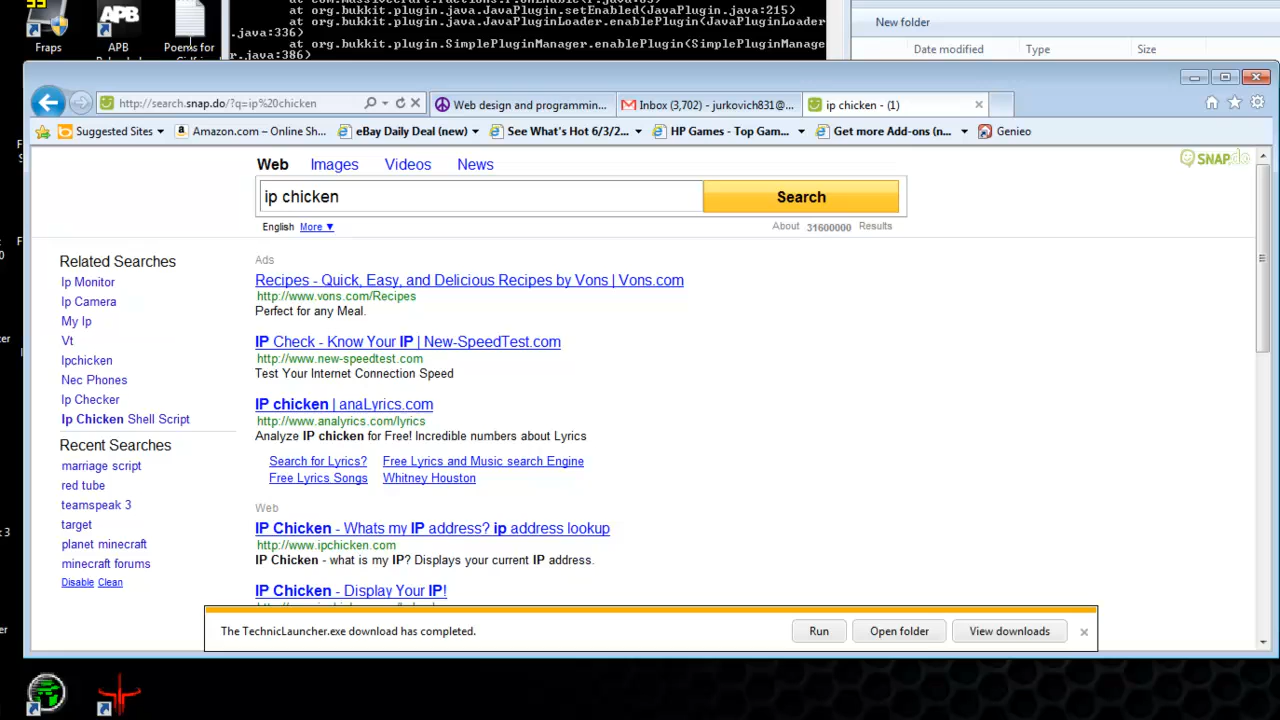 Fraps
APB
Poems for
at org.bukkit.plugin.java.JavaPlugin.setEnabled(JavaPlugin.java:215)
at org.bukkit.plugin.java.JavaPluginLoader.enablePlugin(JavaPluginLoader
.java:336)
at org.bukkit.plugin.SimplePluginManager.enablePlugin(SimplePluginManage
r.java:386)
New folder
Date modified
Type
Size
http://search.snap.do/?q=ip%20chicken
Web design and programmin...
Inbox (3,702) - jurkovich831@...
ip chicken - (1)
Suggested Sites
Amazon.com – Online Sh...
eBay Daily Deal (new)
See What's Hot 6/3/2...
HP Games - Top Gam...
Get more Add-ons (n...
Genieo
Web Images Videos News
SNAPdo
ip chicken
Search
English More ▼
About 31600000 Results
Related Searches
Ip Monitor
Ip Camera
My Ip
Vt
Ipchicken
Nec Phones
Ip Checker
Ip Chicken Shell Script
Recent Searches
marriage script
red tube
teamspeak 3
target
planet minecraft
minecraft forums
Disable Clean
Ads
Recipes - Quick, Easy, and Delicious Recipes by Vons | Vons.com
http://www.vons.com/Recipes
Perfect for any Meal.
IP Check - Know Your IP | New-SpeedTest.com
http://www.new-speedtest.com
Test Your Internet Connection Speed
IP chicken | anaLyrics.com
http://www.analyrics.com/lyrics
Analyze IP chicken for Free! Incredible numbers about Lyrics
Search for Lyrics? Free Lyrics and Music search Engine
Free Lyrics Songs Whitney Houston
Web
IP Chicken - Whats my IP address? ip address lookup
http://www.ipchicken.com
IP Chicken - what is my IP? Displays your current IP address.
IP Chicken - Display Your IP!
The TechnicLauncher.exe download has completed.
Run
Open folder
View downloads